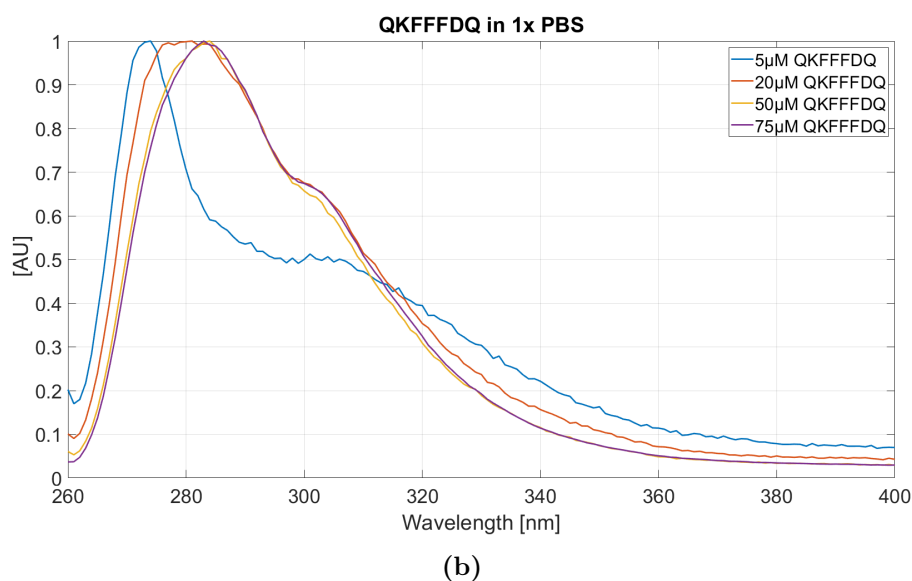 QKFFFDQ in 1x PBS
1
0.9
0.8
0.7
0.6
0.5
0.4
0.3
0.2
0.1
0
[AU]
5µM QKFFFDQ
20µM QKFFFDQ
50µM QKFFFDQ
75µM QKFFFDQ
260 280 300 320 340 360 380 400
Wavelength [nm]
(b)